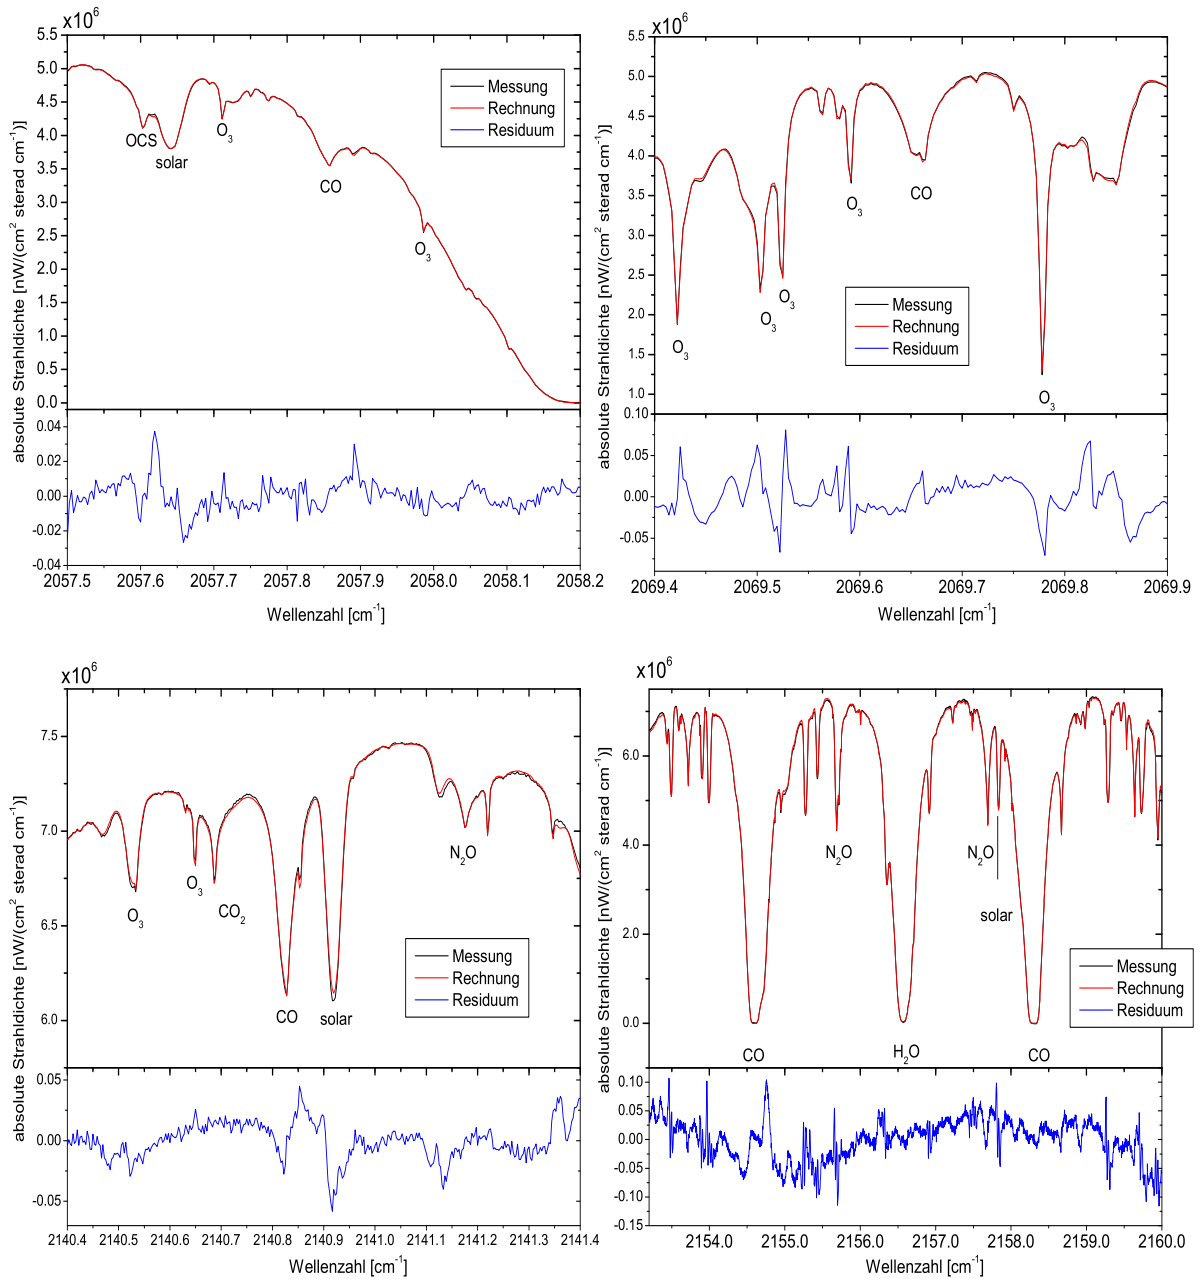 x10⁶
5.5
5.0
4.5
4.0
3.5
3.0
2.5
2.0
1.5
1.0
0.5
0.0
0.04
0.02
0.00
-0.02
-0.04
absolute Strahldichte [nW/(cm² sterad cm⁻¹)]
Messung
Rechnung
Residuum
OCS
solar
O₃
CO
O₃
2057.5 2057.6 2057.7 2057.8 2057.9 2058.0 2058.1 2058.2
Wellenzahl [cm⁻¹]
x10⁶
5.5
5.0
4.5
4.0
3.5
3.0
2.5
2.0
1.5
1.0
0.10
0.05
0.00
-0.05
absolute Strahldichte [nW/(cm² sterad cm⁻¹)]
O₃
CO
O₃
O₃
O₃
O₃
Messung
Rechnung
Residuum
2069.4 2069.5 2069.6 2069.7 2069.8 2069.9
Wellenzahl [cm⁻¹]
x10⁶
7.5
7.0
6.5
6.0
0.05
0.00
-0.05
absolute Strahldichte [nW/(cm² sterad cm⁻¹)]
O₃
O₃
CO₂
N₂O
CO
solar
Messung
Rechnung
Residuum
2140.4 2140.5 2140.6 2140.7 2140.8 2140.9 2141.0 2141.1 2141.2 2141.3 2141.4
Wellenzahl [cm⁻¹]
x10⁶
6.0
4.0
2.0
0.0
0.10
0.05
0.00
-0.05
-0.10
-0.15
absolute Strahldichte [nW/(cm² sterad cm⁻¹)]
N₂O
N₂O
solar
Messung
Rechnung
Residuum
CO
H₂O
CO
2154.0 2155.0 2156.0 2157.0 2158.0 2159.0 2160.0
Wellenzahl [cm⁻¹]